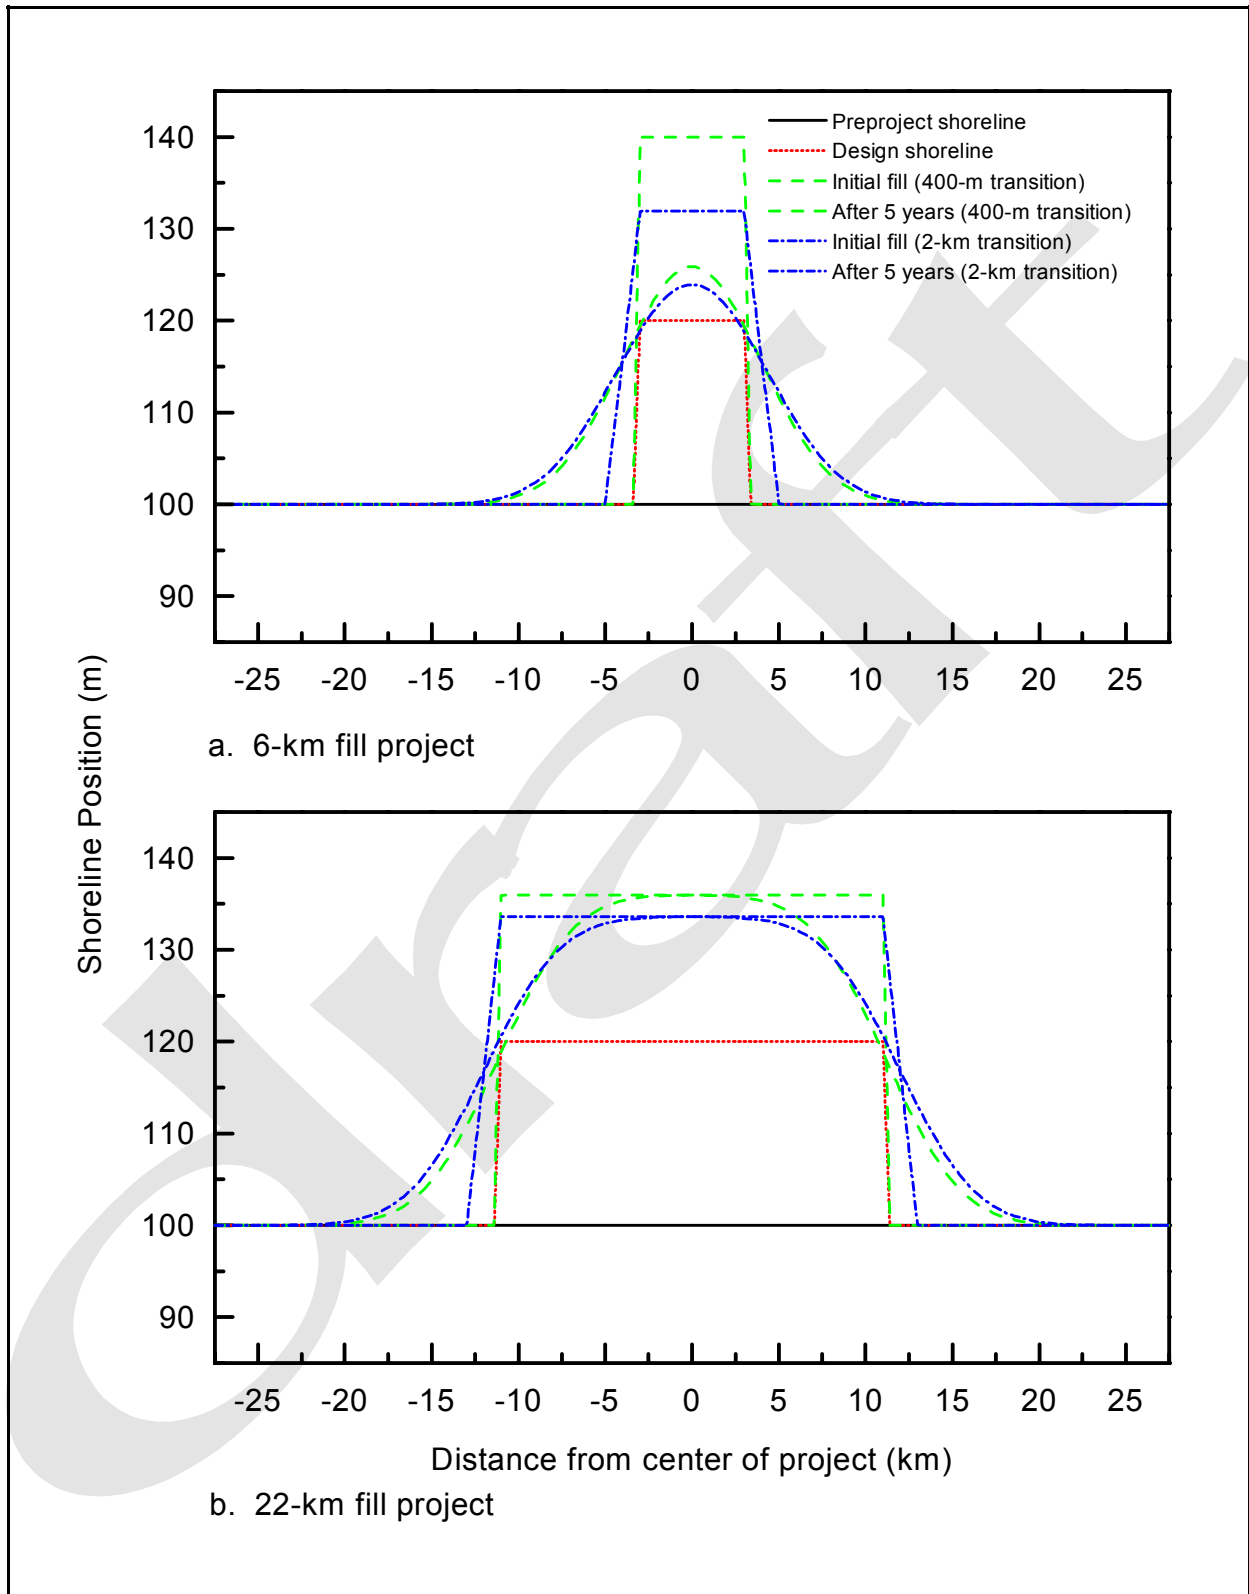 140
130
120
110
100
90
Preproject shoreline
Design shoreline
Initial fill (400-m transition)
After 5 years (400-m transition)
Initial fill (2-km transition)
After 5 years (2-km transition)
-25 -20 -15 -10 -5 0 5 10 15 20 25
a. 6-km fill project
Shoreline Position (m)
140
130
120
110
100
90
-25 -20 -15 -10 -5 0 5 10 15 20 25
Distance from center of project (km)
b. 22-km fill project
draft